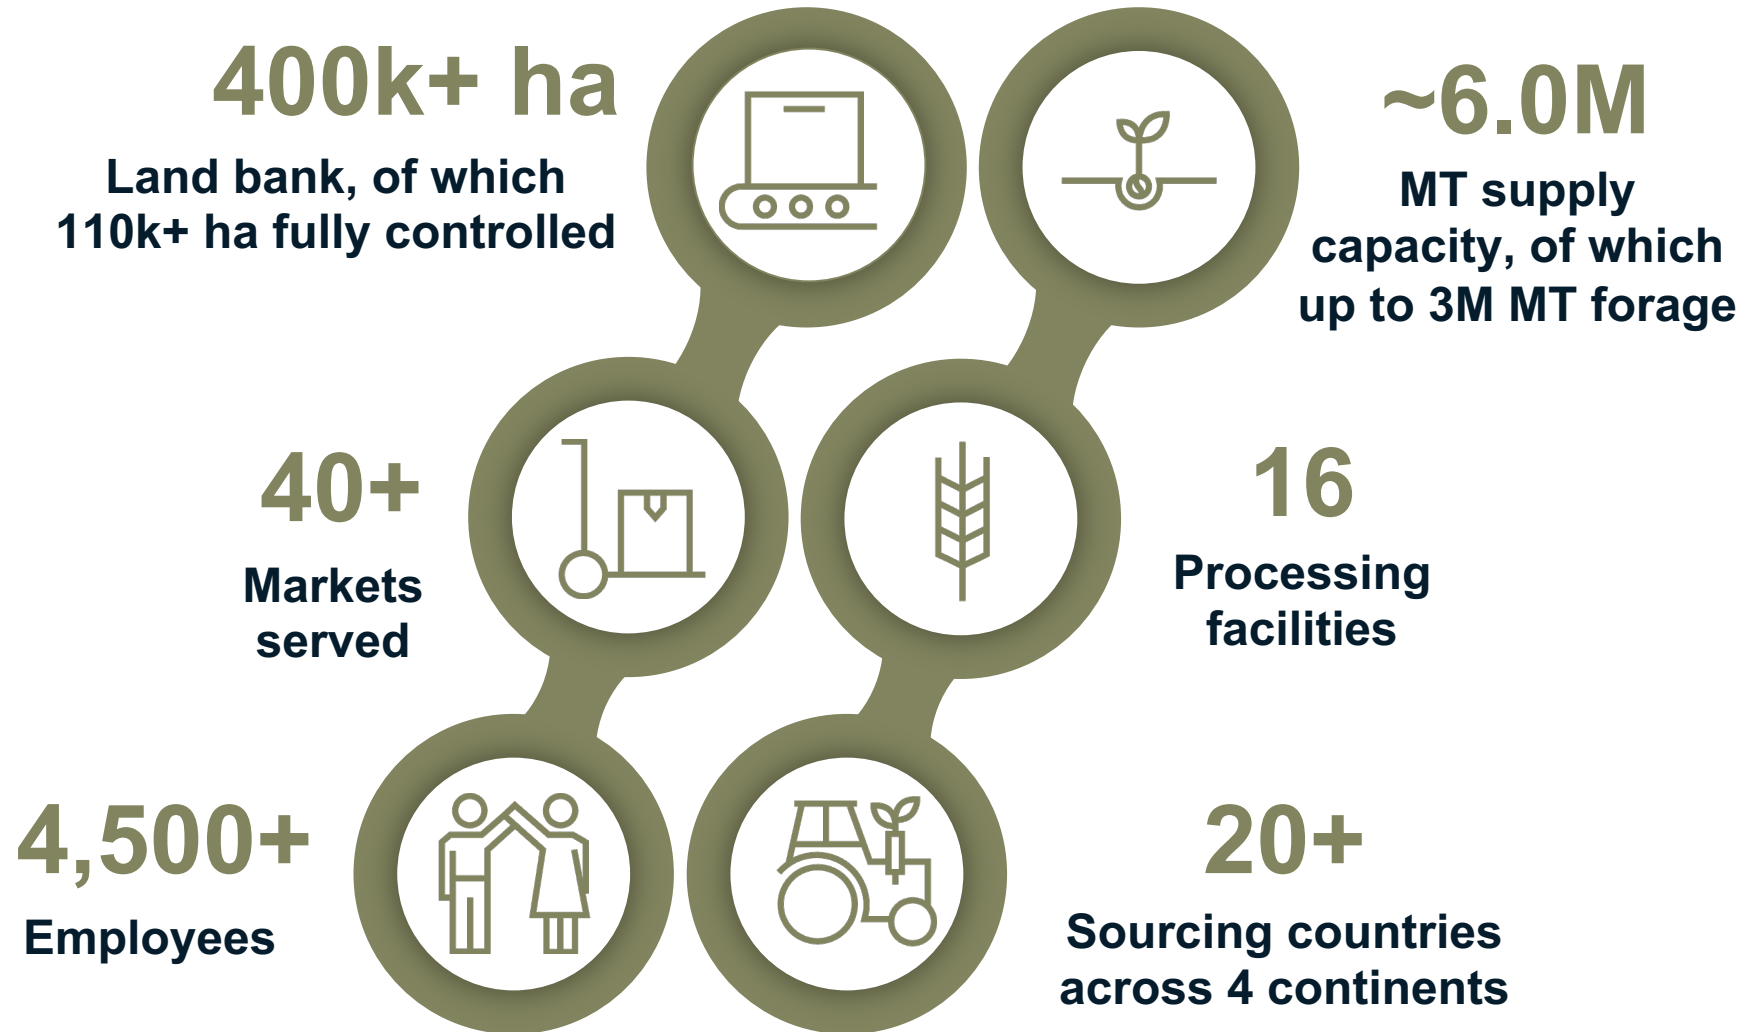 400k+ ha
Land bank, of which
110k+ ha fully controlled
~6.0M
MT supply
capacity, of which
up to 3M MT forage
40+
Markets
served
16
Processing
facilities
4,500+
Employees
20+
Sourcing countries
across 4 continents